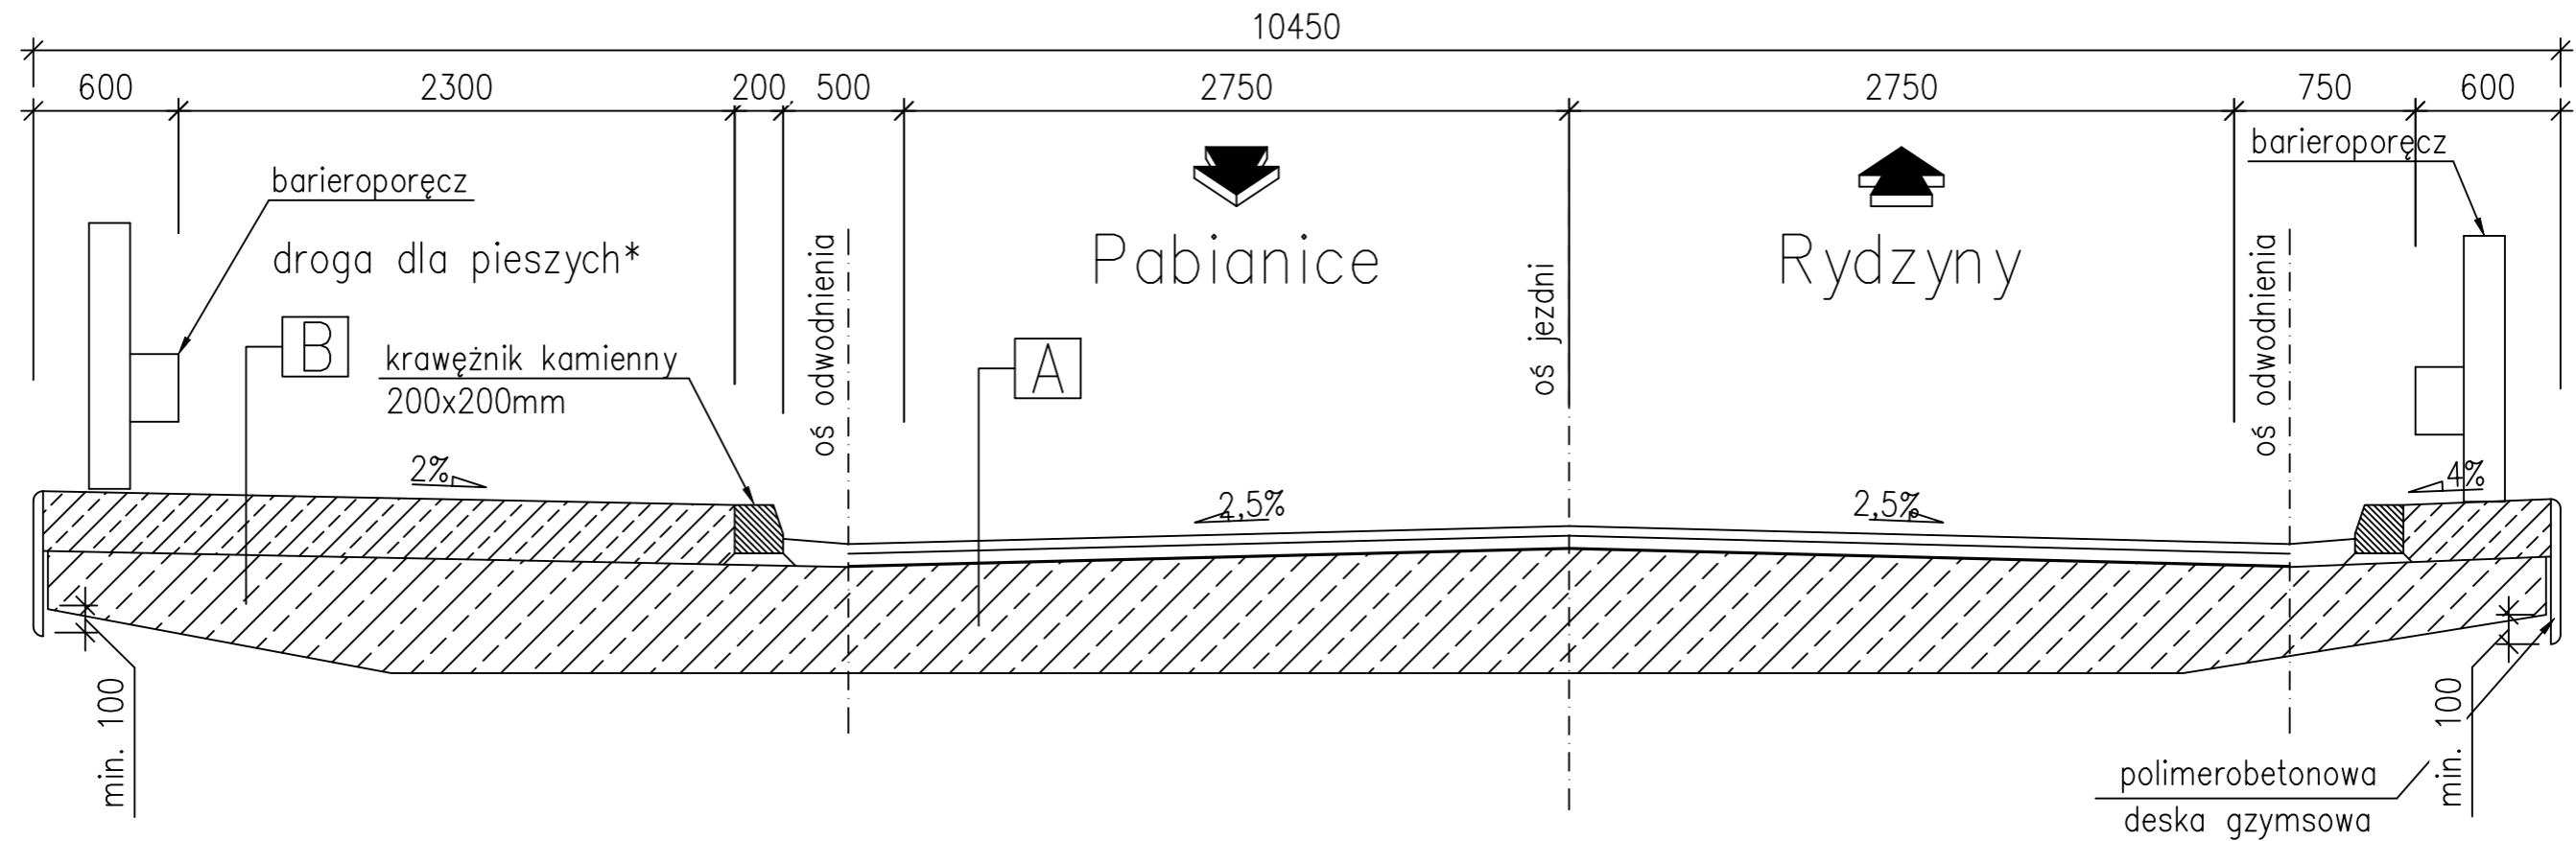 10450
600 2300 200 500 2750 2750 750 600
barieroporęcz
barieroporęcz
droga dla pieszych*
Pabianice
Rydzyny
oś odwodnienia
oś jezdni
oś odwodnienia
B
A
krawężnik kamienny
200x200mm
2%
2,5%
2,5%
4%
min. 100
min. 100
polimerobetonowa
deska gzymsowa